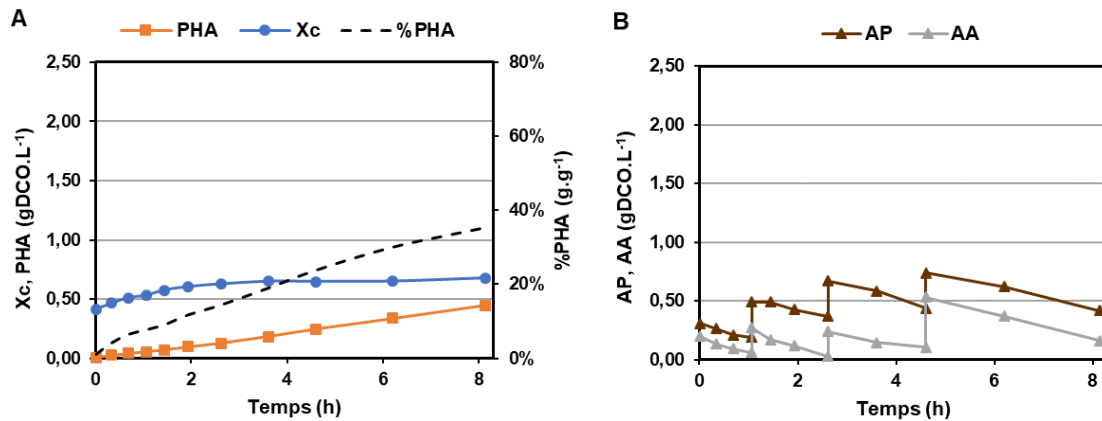 A
PHA Xc %PHA
2,50
2,00
1,50
1,00
0,50
0,00
80%
60%
40%
20%
0%
0 2 4 6 8
Xc, PHA (gDCO.L-1)
%PHA (g.g-1)
Temps (h)
B
AP AA
2,50
2,00
1,50
1,00
0,50
0,00
0 2 4 6 8
AP, AA (gDCO.L-1)
Temps (h)